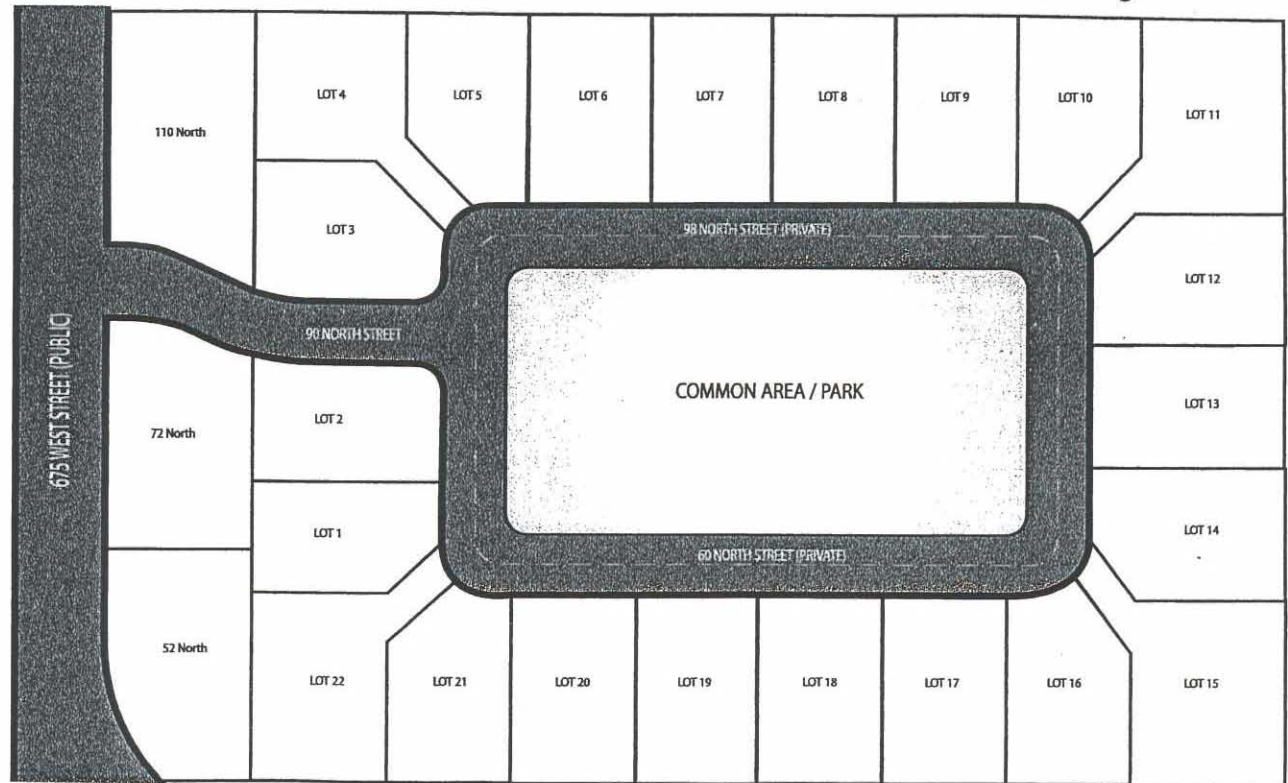 LOT 4
LOT 5
LOT 6
LOT 7
LOT 8
LOT 9
LOT 10
LOT 11
110 North
LOT 3
98 NORTH STREET (PRIVATE)
LOT 12
90 NORTH STREET
675 WEST STREET (PUBLIC)
COMMON AREA / PARK
LOT 13
72 North
LOT 2
LOT 1
LOT 14
60 NORTH STREET (PRIVATE)
52 North
LOT 22
LOT 21
LOT 20
LOT 19
LOT 18
LOT 17
LOT 16
LOT 15